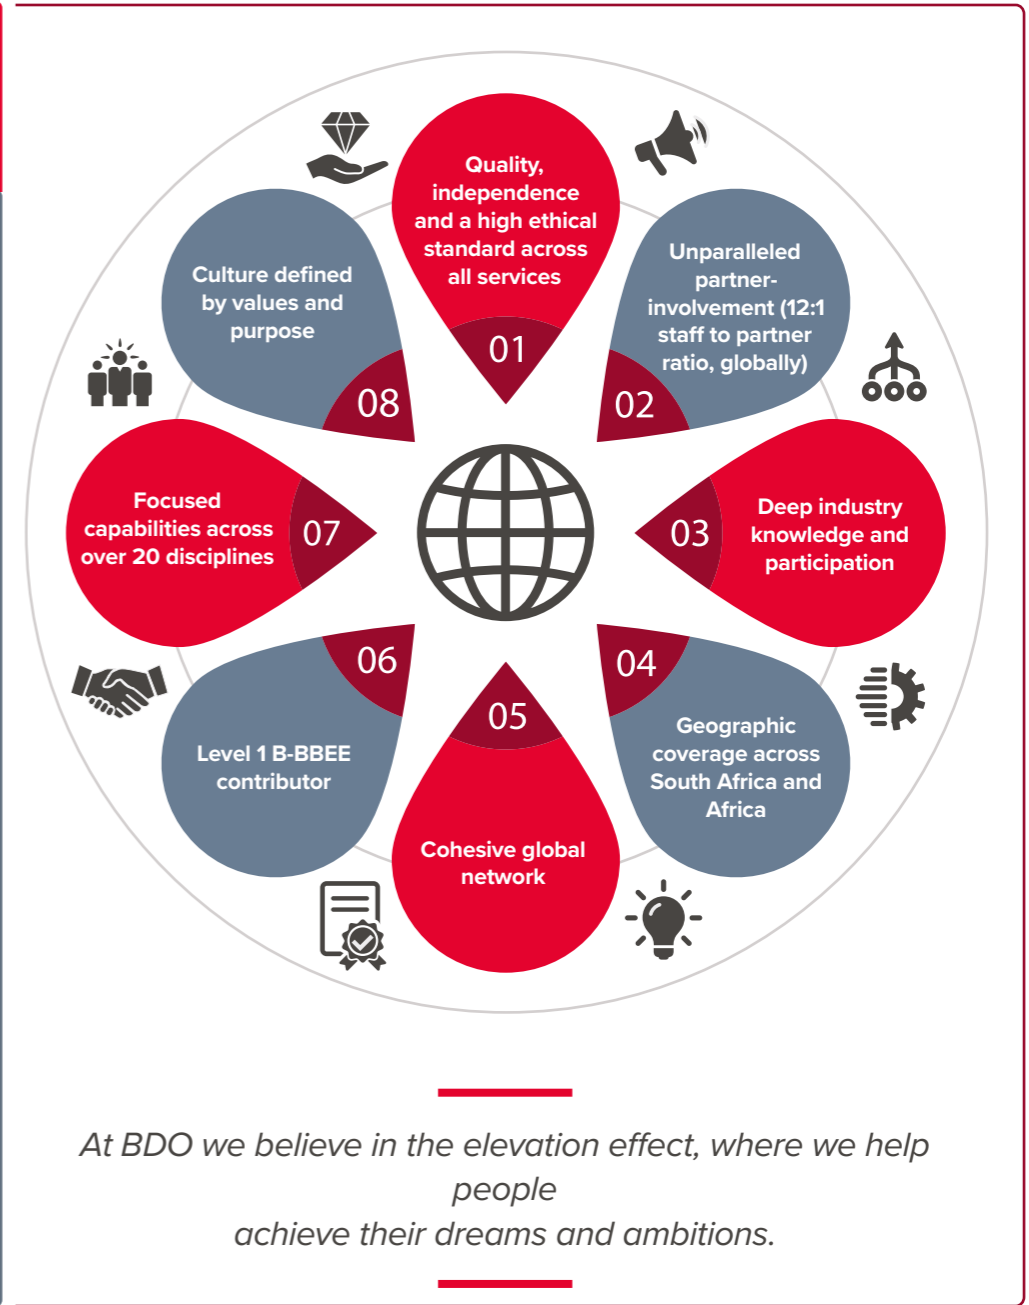 Quality,
independence
and a high ethical
standard across
all services
01
Unparalleled
partner-
involvement (12:1
staff to partner
ratio, globally)
02
Deep industry
knowledge and
participation
03
Geographic
coverage across
South Africa and
Africa
04
Cohesive global
network
05
Level 1 B-BBEE
contributor
06
Focused
capabilities across
over 20 disciplines
07
Culture defined
by values and
purpose
08
At BDO we believe in the elevation effect, where we help
people
achieve their dreams and ambitions.